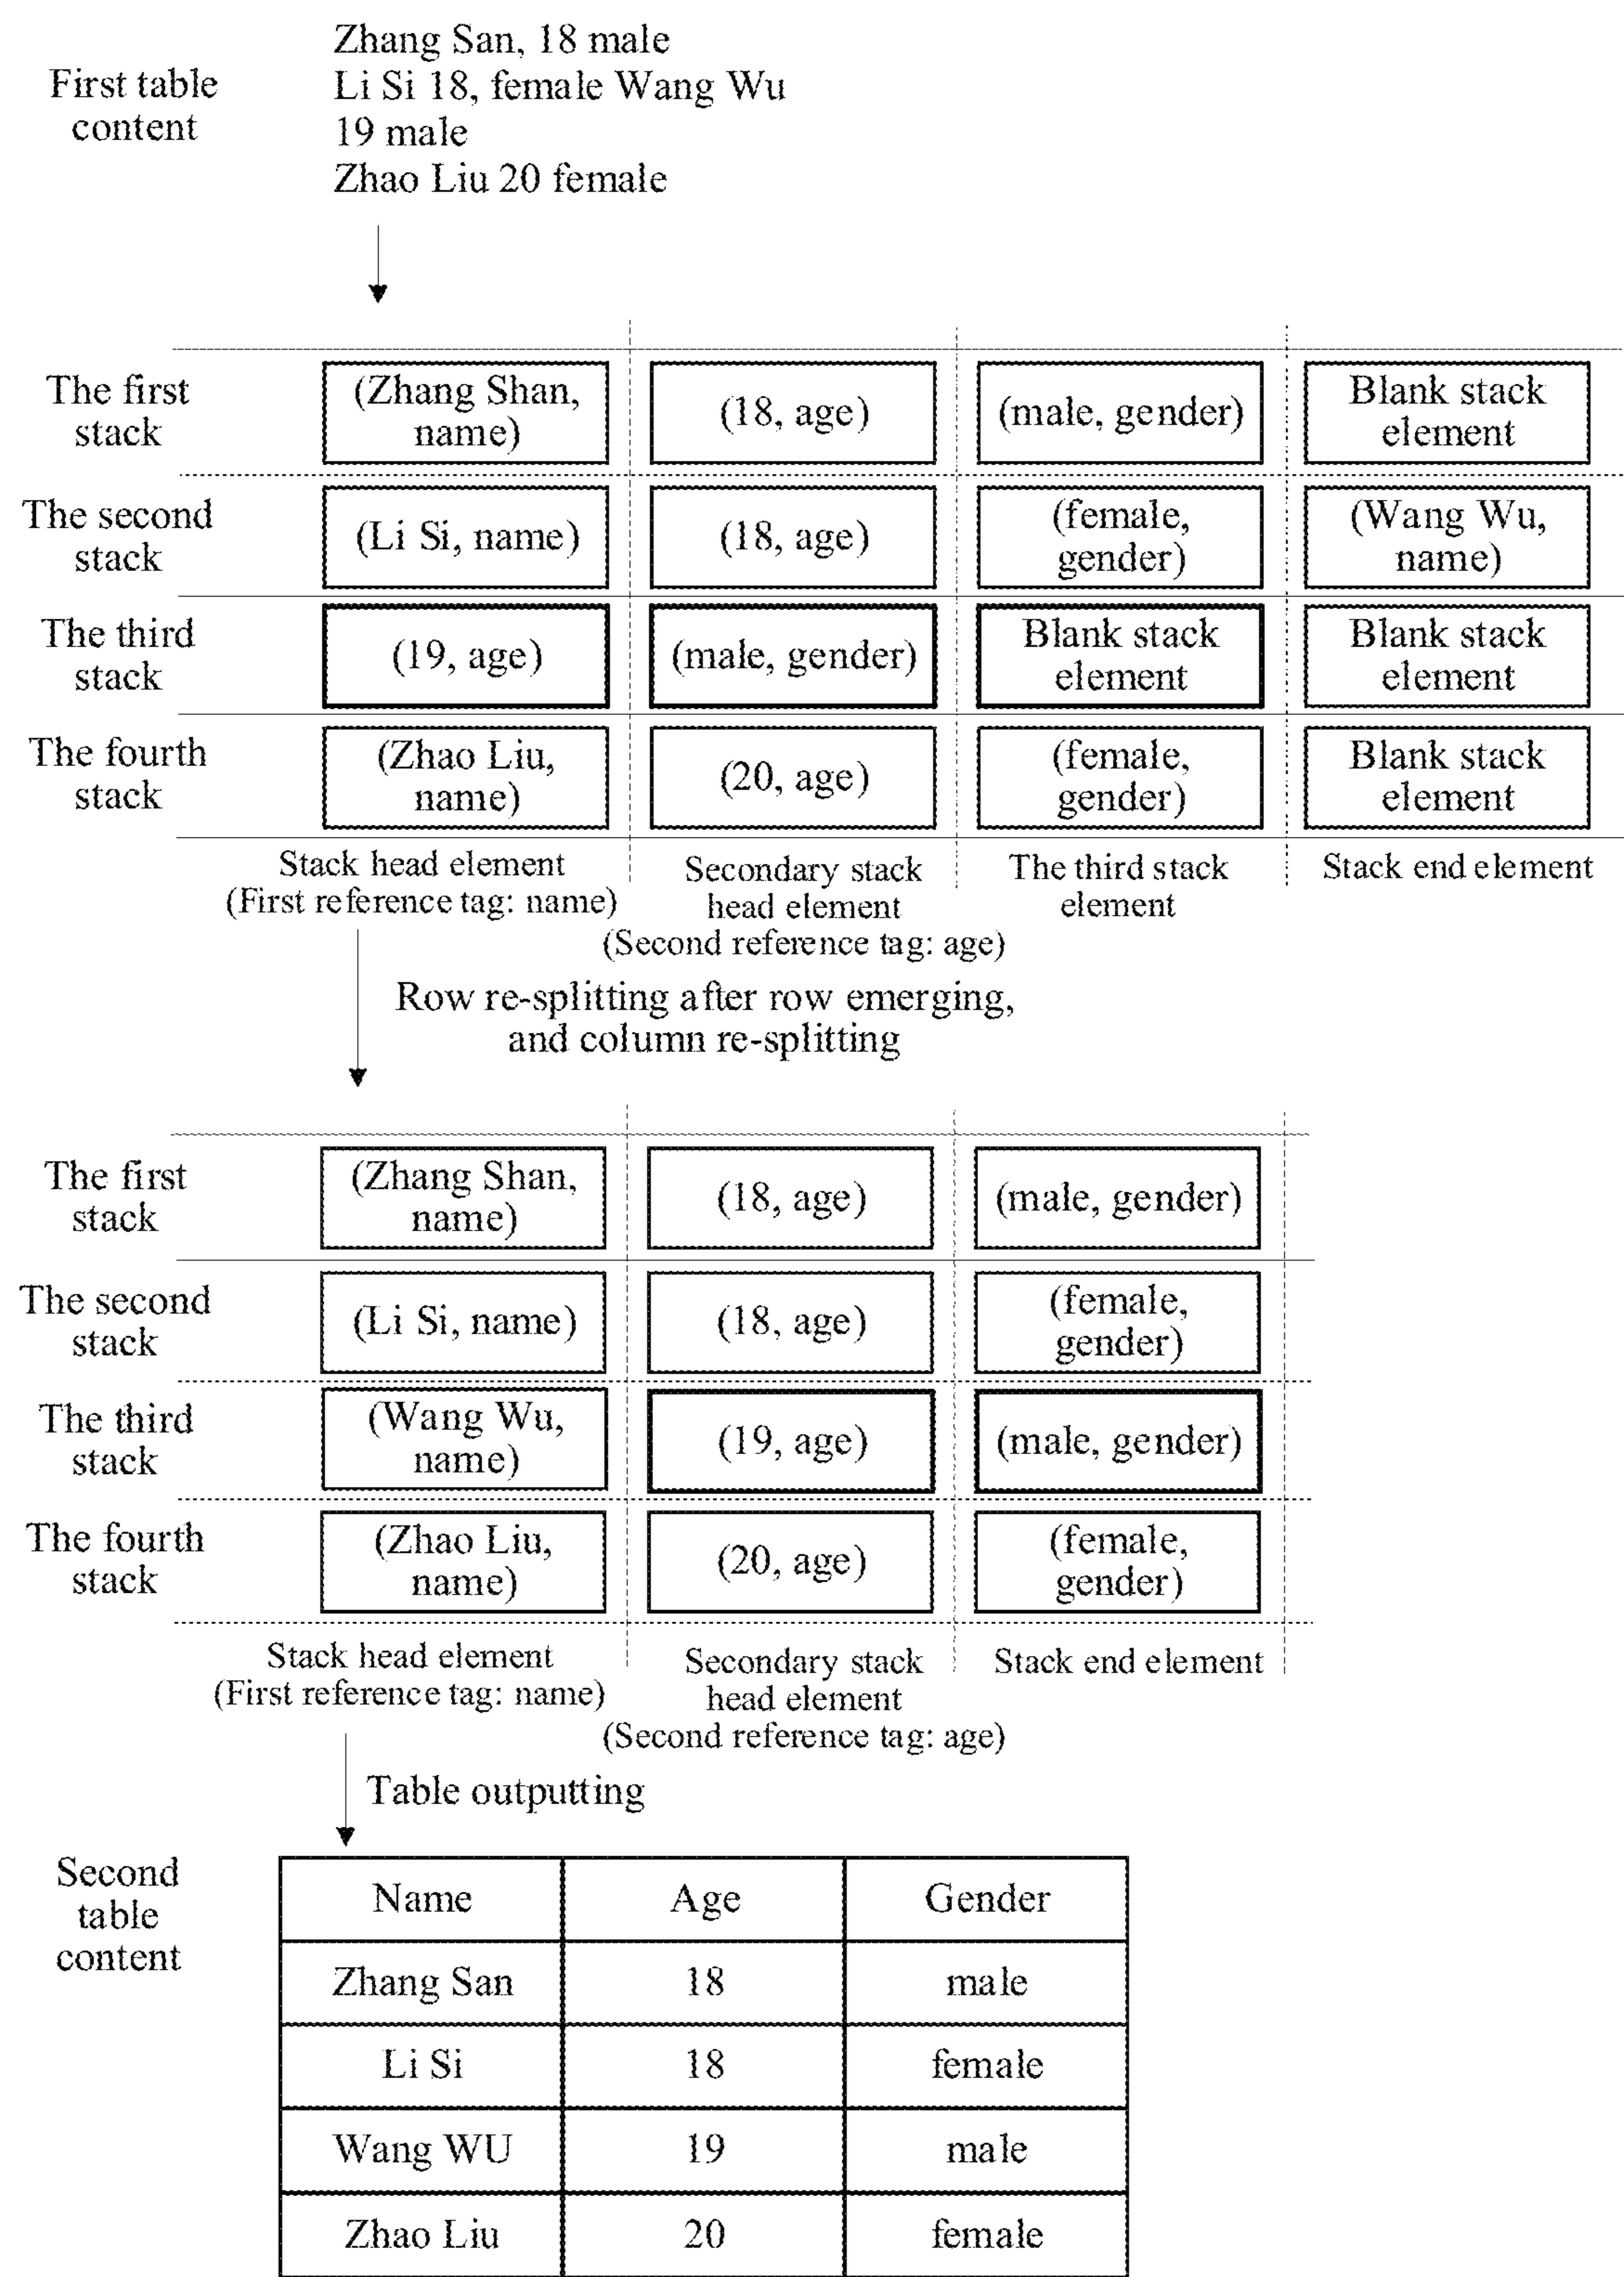 First table
content
Zhang San, 18 male
Li Si 18, female Wang Wu
19 male
Zhao Liu 20 female
The first
stack
(Zhang Shan,
name)
(18, age)
(male, gender)
Blank stack
element
The second
stack
(Li Si, name)
(18, age)
(female,
gender)
(Wang Wu,
name)
The third
stack
(19, age)
(male, gender)
Blank stack
element
Blank stack
element
The fourth
stack
(Zhao Liu,
name)
(20, age)
(female,
gender)
Blank stack
element
Stack head element
(First reference tag: name)
Secondary stack
head element
(Second reference tag: age)
The third stack
element
Stack end element
Row re-splitting after row emerging,
and column re-splitting
The first
stack
(Zhang Shan,
name)
(18, age)
(male, gender)
The second
stack
(Li Si, name)
(18, age)
(female,
gender)
The third
stack
(Wang Wu,
name)
(19, age)
(male, gender)
The fourth
stack
(Zhao Liu,
name)
(20, age)
(female,
gender)
Stack head element
(First reference tag: name)
Secondary stack
head element
(Second reference tag: age)
Stack end element
Table outputting
Second
table
content
Name
Age
Gender
Zhang San
18
male
Li Si
18
female
Wang WU
19
male
Zhao Liu
20
female